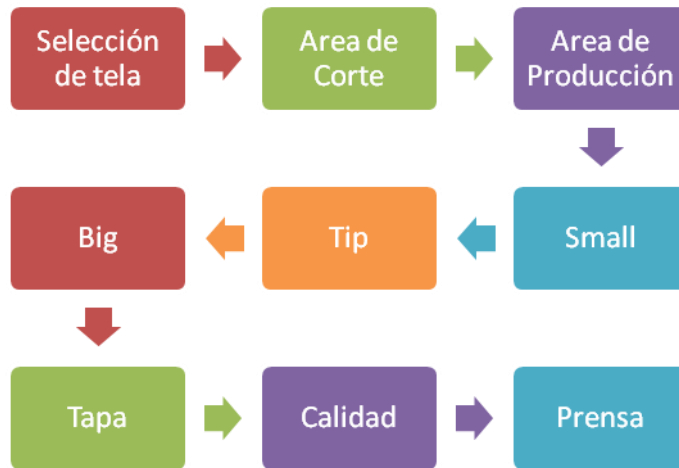 Selección
de tela
Area de
Corte
Area de
Producción
Small
Tip
Big
Tapa
Calidad
Prensa